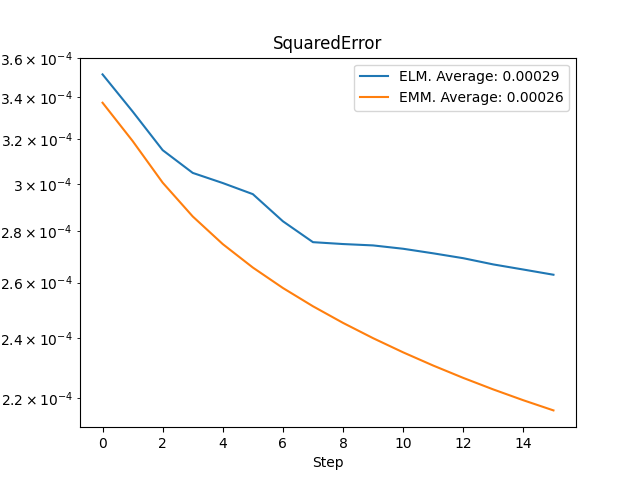 SquaredError
3.6 × 10⁻⁴
3.4 × 10⁻⁴
3.2 × 10⁻⁴
3 × 10⁻⁴
2.8 × 10⁻⁴
2.6 × 10⁻⁴
2.4 × 10⁻⁴
2.2 × 10⁻⁴
ELM. Average: 0.00029
EMM. Average: 0.00026
0 2 4 6 8 10 12 14
Step